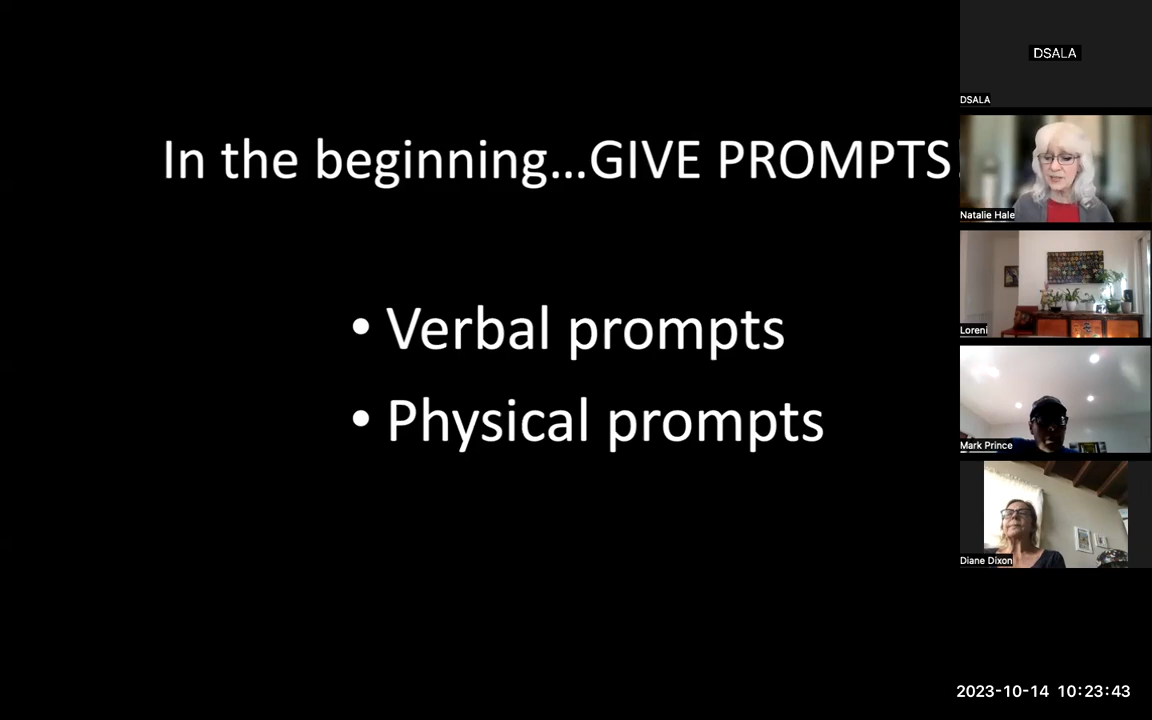 In the beginning...GIVE PROMPTS
• Verbal prompts
• Physical prompts
DSALA
DSALA
Natalie Hale
Loreni
Mark Prince
Diane Dixon
2023-10-14 10:23:43